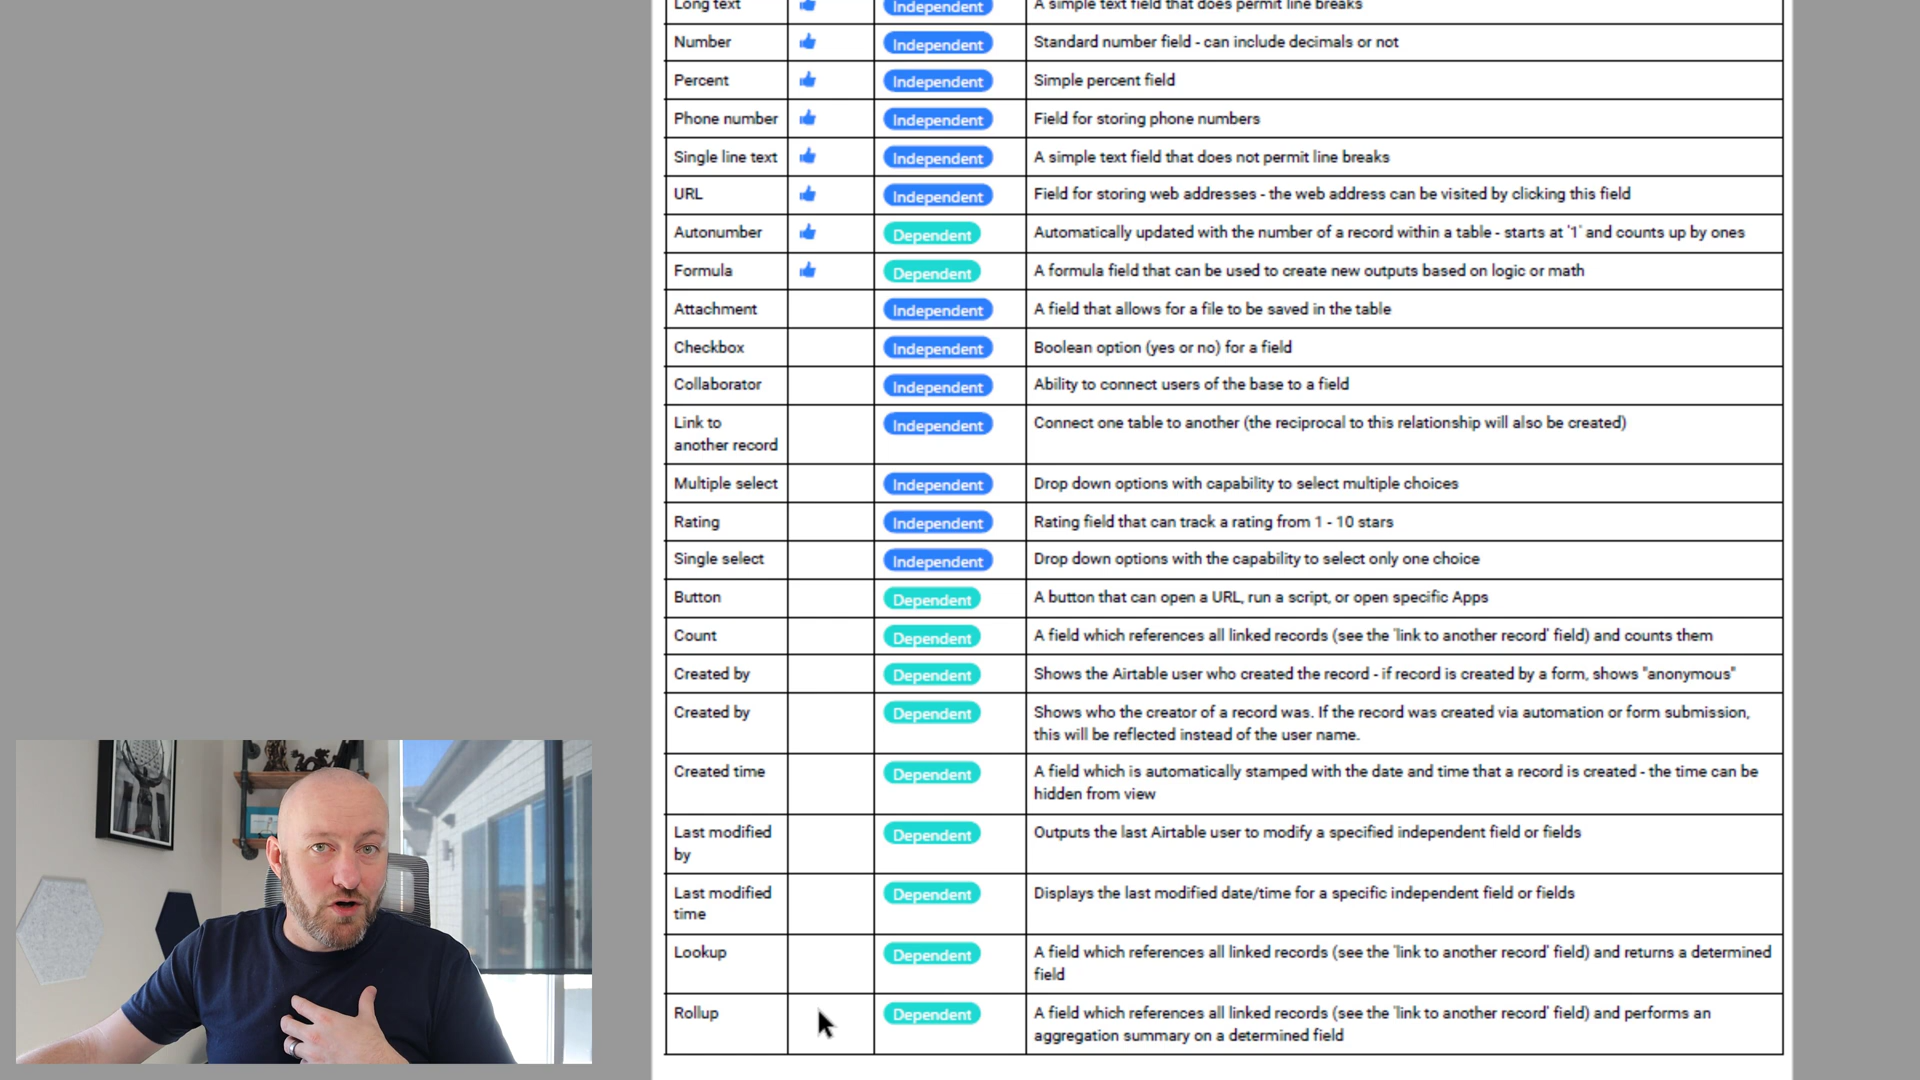 Long text Independent A simple text field that does permit line breaks
Number Independent Standard number field - can include decimals or not
Percent Independent Simple percent field
Phone number Independent Field for storing phone numbers
Single line text Independent A simple text field that does not permit line breaks
URL Independent Field for storing web addresses - the web address can be visited by clicking this field
Autonumber Dependent Automatically updated with the number of a record within a table - starts at '1' and counts up by ones
Formula Dependent A formula field that can be used to create new outputs based on logic or math
Attachment Independent A field that allows for a file to be saved in the table
Checkbox Independent Boolean option (yes or no) for a field
Collaborator Independent Ability to connect users of the base to a field
Link to
another record Independent Connect one table to another (the reciprocal to this relationship will also be created)
Multiple select Independent Drop down options with capability to select multiple choices
Rating Independent Rating field that can track a rating from 1 - 10 stars
Single select Independent Drop down options with the capability to select only one choice
Button Dependent A button that can open a URL, run a script, or open specific Apps
Count Dependent A field which references all linked records (see the 'link to another record' field) and counts them
Created by Dependent Shows the Airtable user who created the record - if record is created by a form, shows "anonymous"
Created by Dependent Shows who the creator of a record was. If the record was created via automation or form submission,
this will be reflected instead of the user name.
Created time Dependent A field which is automatically stamped with the date and time that a record is created - the time can be
hidden from view
Last modified
by Dependent Outputs the last Airtable user to modify a specified independent field or fields
Last modified
time Dependent Displays the last modified date/time for a specific independent field or fields
Lookup Dependent A field which references all linked records (see the 'link to another record' field) and returns a determined
field
Rollup Dependent A field which references all linked records (see the 'link to another record' field) and performs an
aggregation summary on a determined field